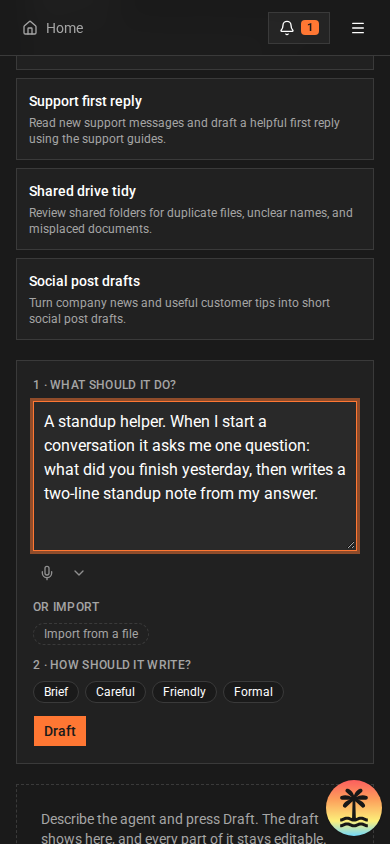 Home
1
Support first reply
Read new support messages and draft a helpful first reply
using the support guides.
Shared drive tidy
Review shared folders for duplicate files, unclear names, and
misplaced documents.
Social post drafts
Turn company news and useful customer tips into short
social post drafts.
1 · WHAT SHOULD IT DO?
A standup helper. When I start a
conversation it asks me one question:
what did you finish yesterday, then writes a
two-line standup note from my answer.
OR IMPORT
Import from a file
2 · HOW SHOULD IT WRITE?
Brief Careful Friendly Formal
Draft
Describe the agent and press Draft. The draft
shows here, and every part of it stays editable.